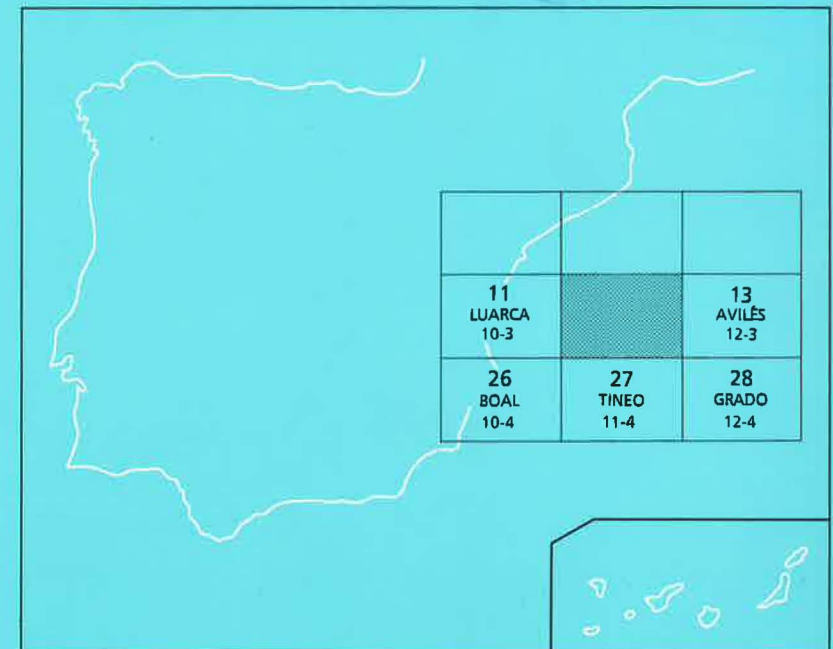 11
LUARCA
10-3
13
AVILÉS
12-3
26
BOAL
10-4
27
TINEO
11-4
28
GRADO
12-4